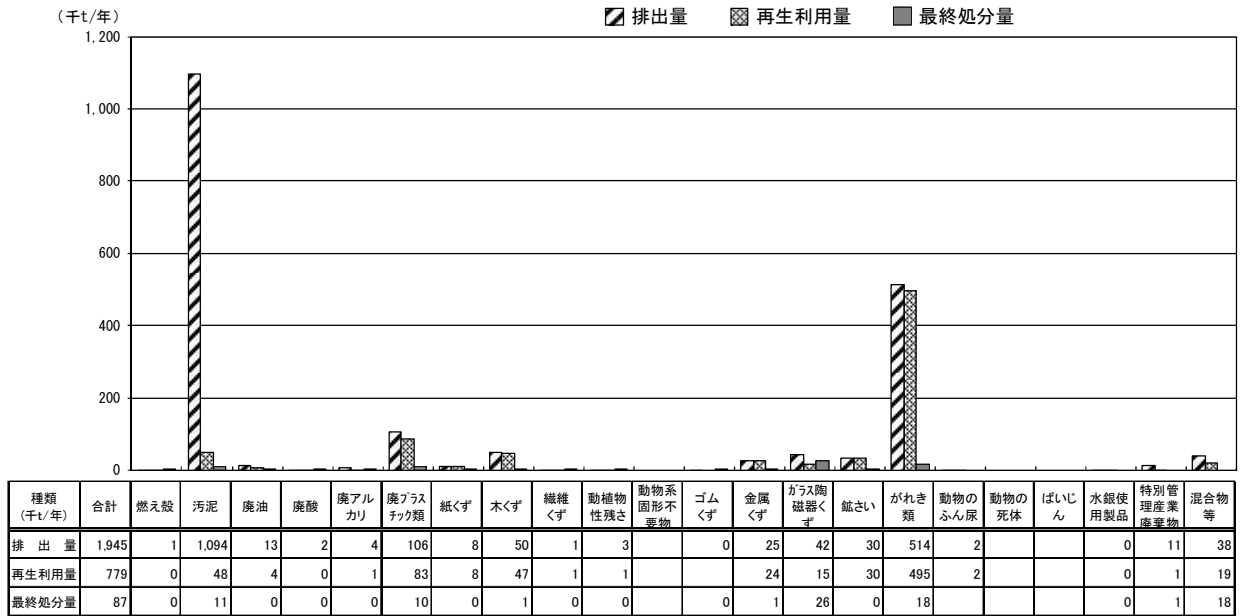 (千t/年)
排出量 再生利用量 最終処分量
1,200
1,000
800
600
400
200
0
種類(千t/年) 合計 燃え殻 汚泥 廃油 廃酸 廃アルカリ 廃プラスチック類 紙くず 木くず 繊維くず 動植物性残さ 動物系固形不要物 ゴムくず 金属くず ガラス陶磁器くず 鉱さい がれき類 動物のふん尿 動物の死体 ばいじん 水銀使用製品 特別管理産業廃棄物 混合物等
排出量 1,945 1 1,094 13 2 4 106 8 50 1 3 0 25 42 30 514 2 0 11 38
再生利用量 779 0 48 4 0 1 83 8 47 1 1 24 15 30 495 2 0 1 19
最終処分量 87 0 11 0 0 0 10 0 1 0 0 0 1 26 0 18 0 1 18